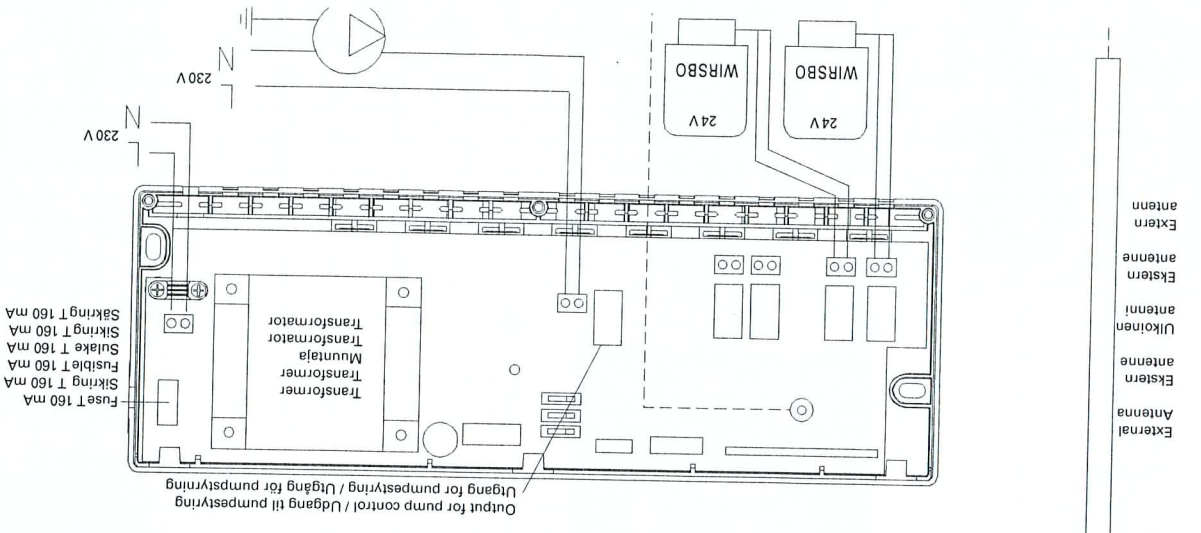 Output for pump control / Udgang til pumpestyring
Utgang for pumpestyring / Utgång för pumpstyrning
External
Antenna
Ekstern
antenne
Ulkoinen
antenni
Ekstern
antenne
Extern
antenn
Transformer
Transformer
Muuntaja
Transformator
Transformator
Fuse T 160 mA
Sikring T 160 mA
Fusible T 160 mA
Sulake T 160 mA
Sikring T 160 mA
Säkring T 160 mA
24 V
WIRSBO
24 V
WIRSBO
L
230 V
N
L
230 V
N